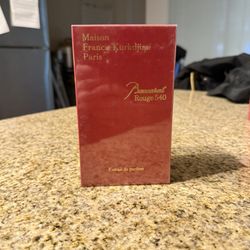 Maison
Francis Kurkdjian
Paris
Baccarat
Rouge 540
Extrait de parfum